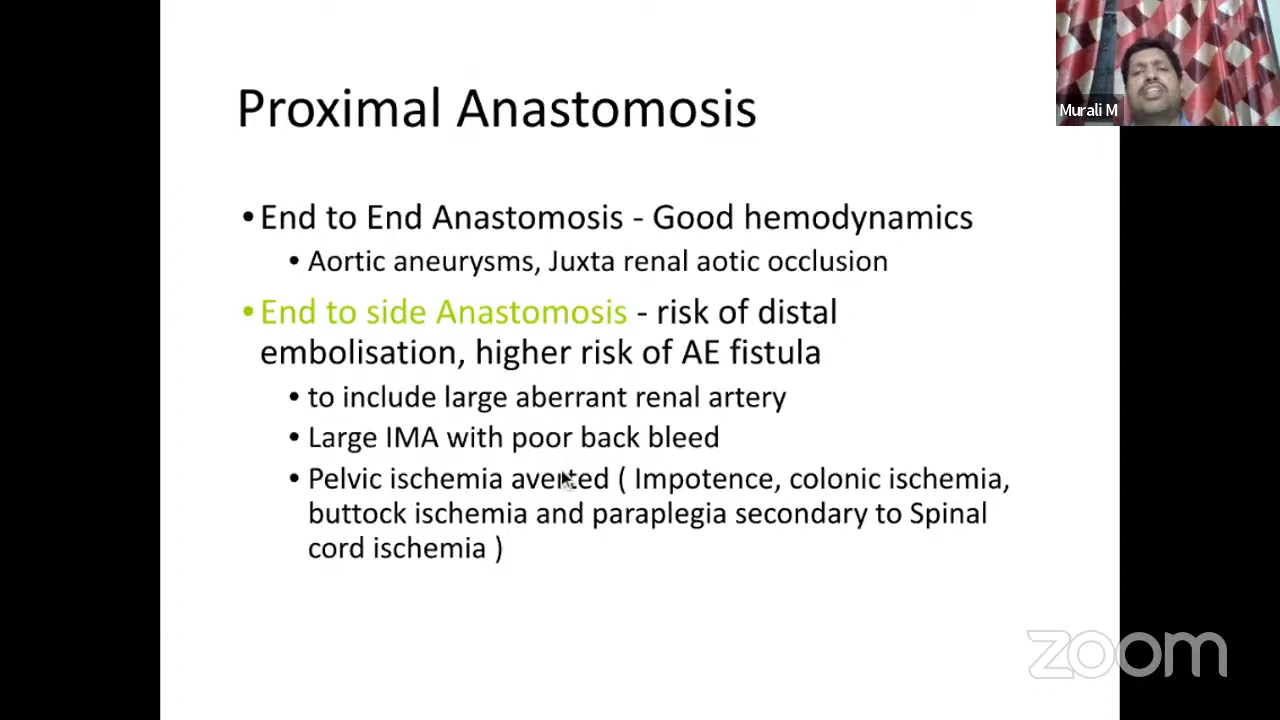 Proximal Anastomosis
•End to End Anastomosis - Good hemodynamics
• Aortic aneurysms, Juxta renal aotic occlusion
•End to side Anastomosis - risk of distal
embolisation, higher risk of AE fistula
• to include large aberrant renal artery
• Large IMA with poor back bleed
• Pelvic ischemia averted ( Impotence, colonic ischemia,
buttock ischemia and paraplegia secondary to Spinal
cord ischemia )
Murali M
zoom